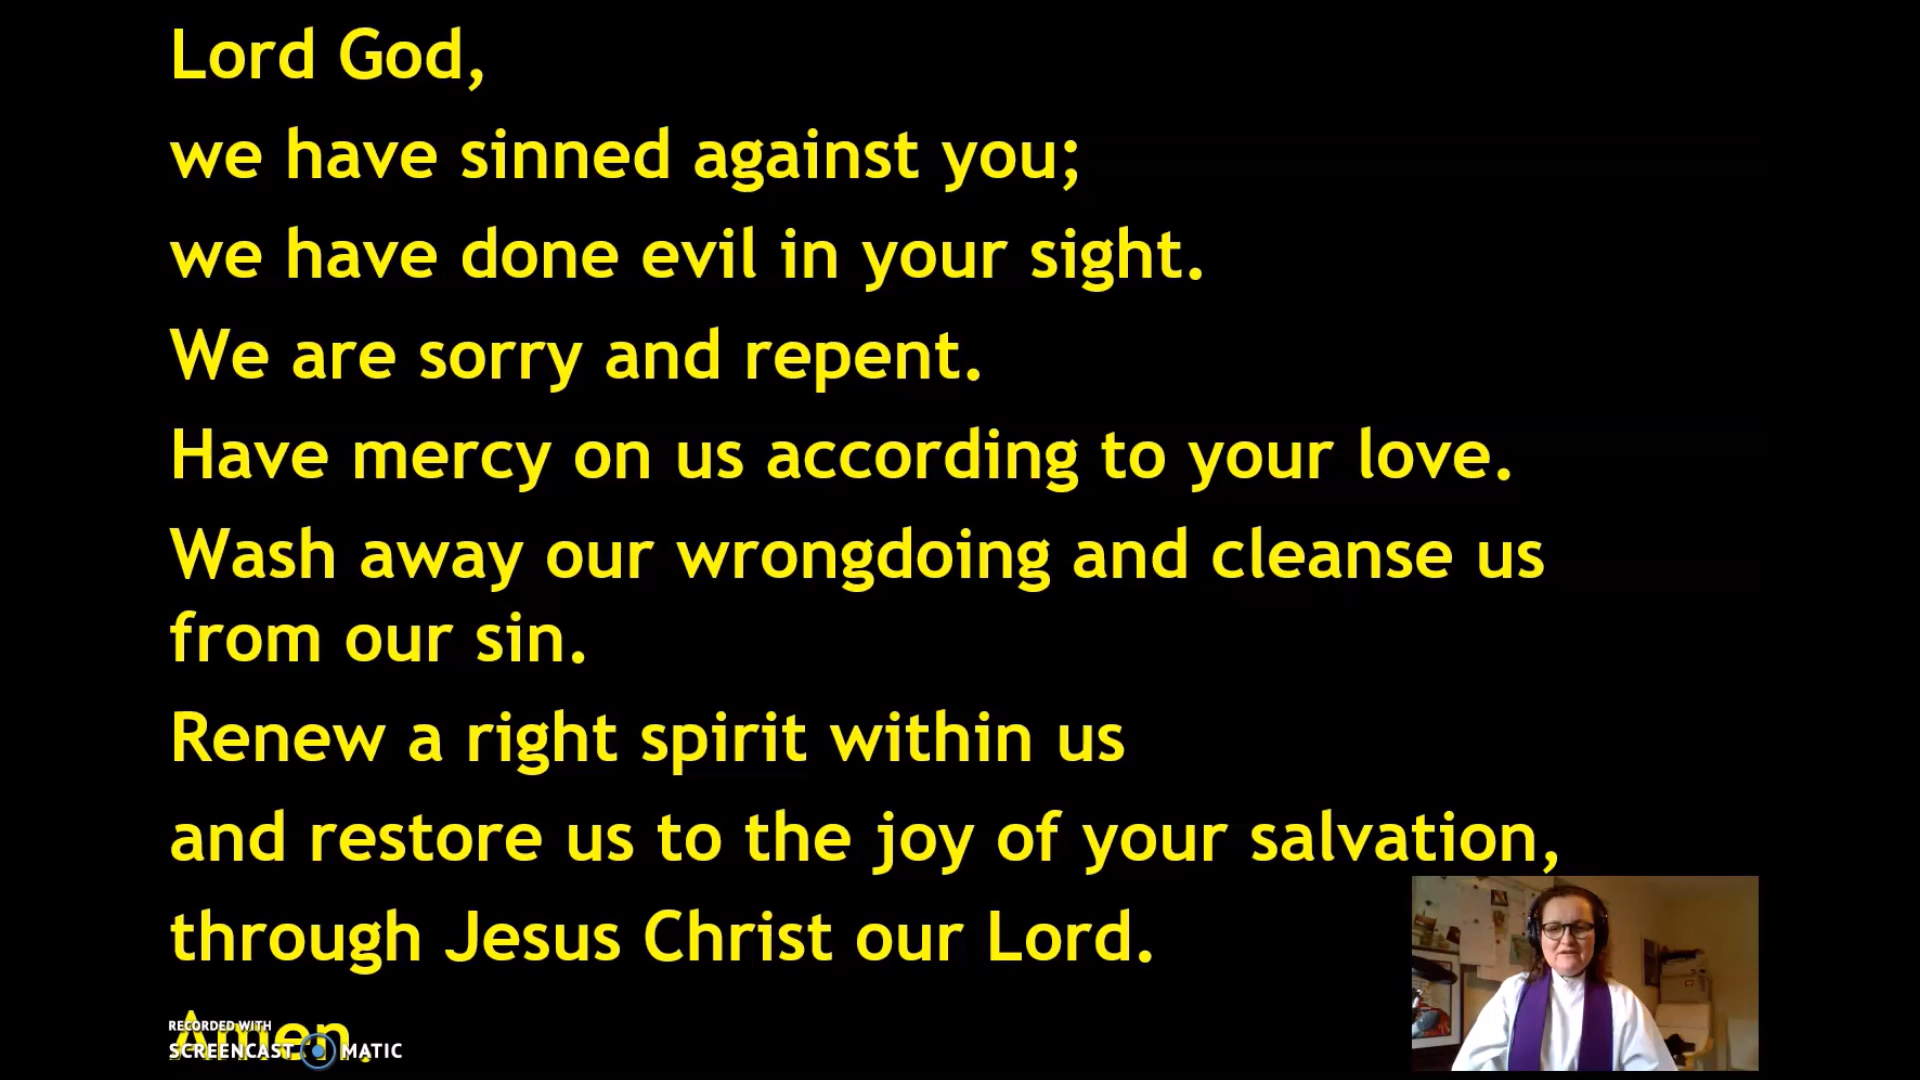 Lord God,
we have sinned against you;
we have done evil in your sight.
We are sorry and repent.
Have mercy on us according to your love.
Wash away our wrongdoing and cleanse us
from our sin.
Renew a right spirit within us
and restore us to the joy of your salvation,
through Jesus Christ our Lord.
Amen.
RECORDED WITH
SCREENCAST MATIC